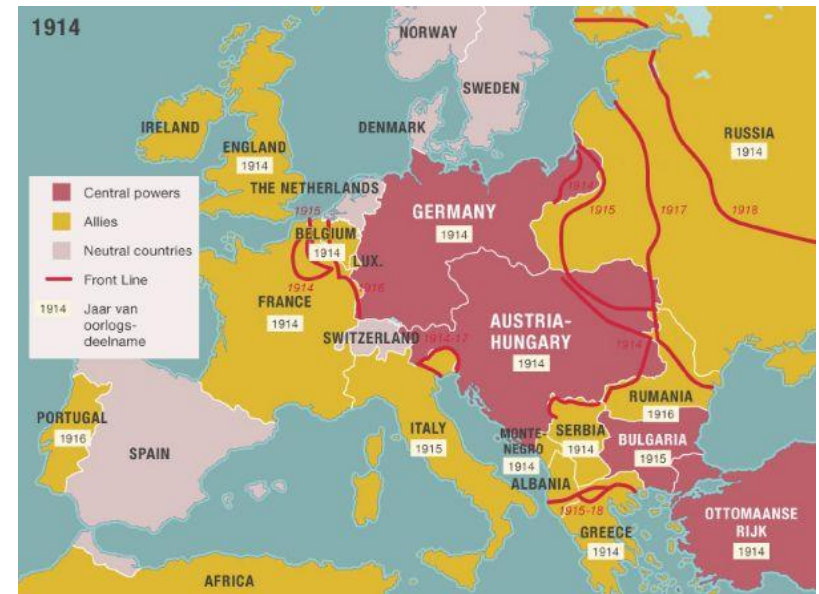 1914
NORWAY
SWEDEN
IRELAND
DENMARK
ENGLAND
1914
RUSSIA
1914
THE NETHERLANDS
Central powers
Allies
Neutral countries
Front Line
1914
Jaar van
oorlogs-
deelname
1915
BELGIUM
1914
LUX.
1914
1916
GERMANY
1914
1914
1915
1917
1918
FRANCE
1914
SWITZERLAND
1914-17
AUSTRIA-
HUNGARY
1914
1914
PORTUGAL
1916
SPAIN
ITALY
1915
MONTE-
NEGRO
1914
SERBIA
1914
RUMANIA
1916
BULGARIA
1915
ALBANIA
1915-18
GREECE
1914
OTTOMAANSE
RIJK
1914
AFRICA